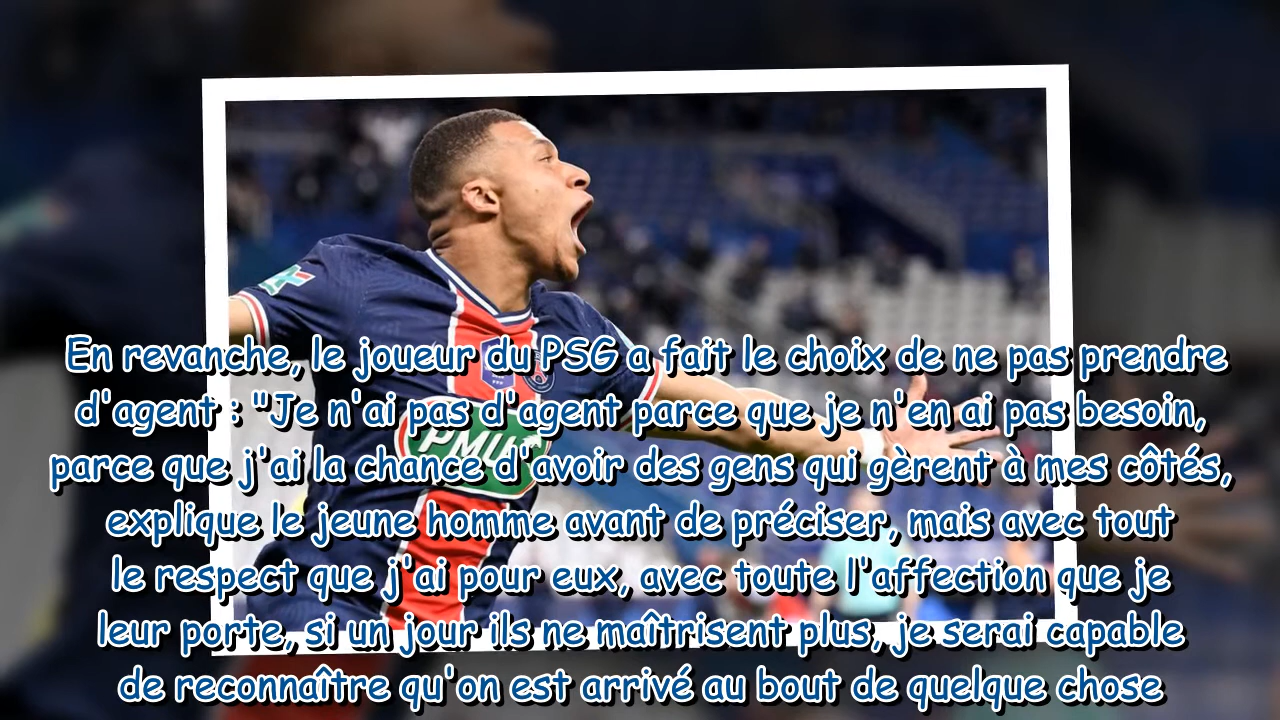 En revanche, le joueur du PSG a fait le choix de ne pas prendre
d'agent : "Je n'ai pas d'agent parce que je n'en ai pas besoin,
parce que j'ai la chance d'avoir des gens qui gèrent à mes côtés,
explique le jeune homme avant de préciser, mais avec tout
le respect que j'ai pour eux, avec toute l'affection que je
leur porte, si un jour ils ne maîtrisent plus, je serai capable
de reconnaître qu'on est arrivé au bout de quelque chose
PMU